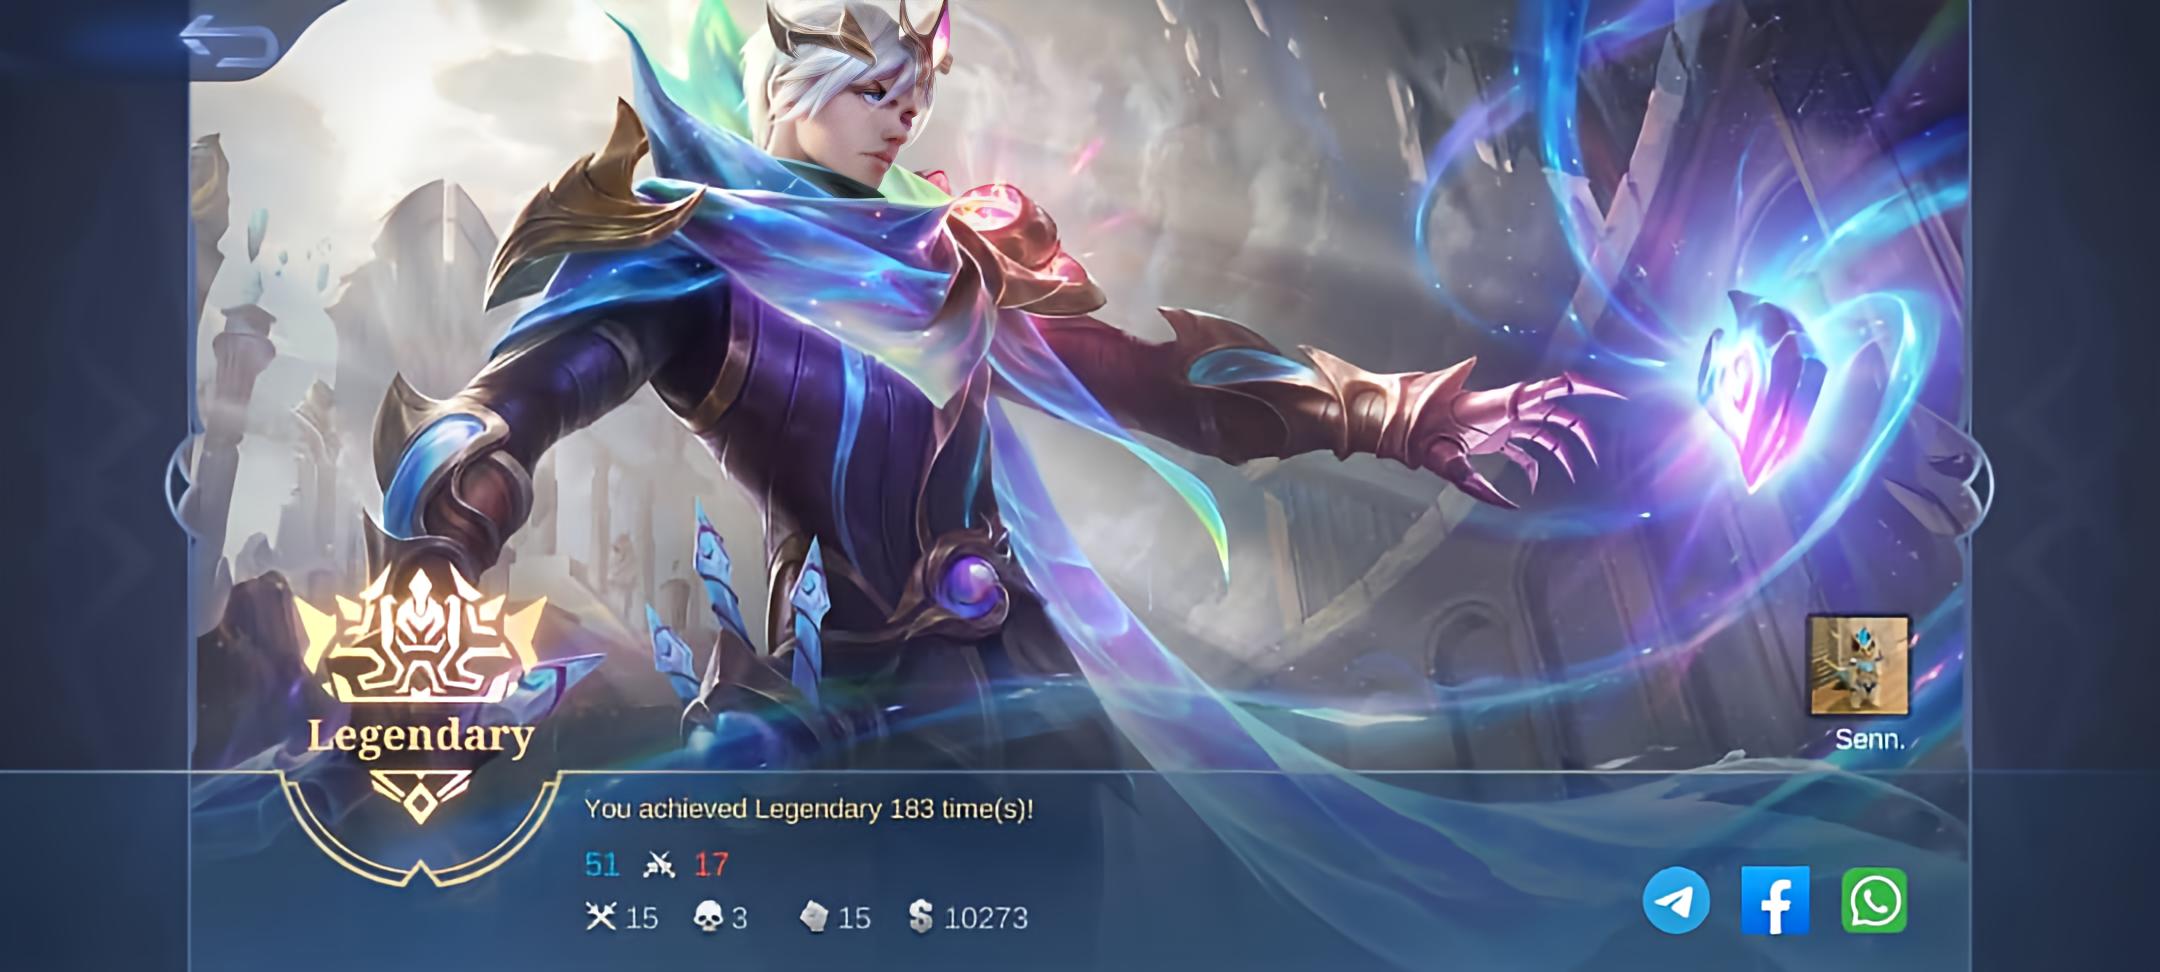 Legendary
Senn.
You achieved Legendary 183 time(s)!
51 17
15 3 15 10273